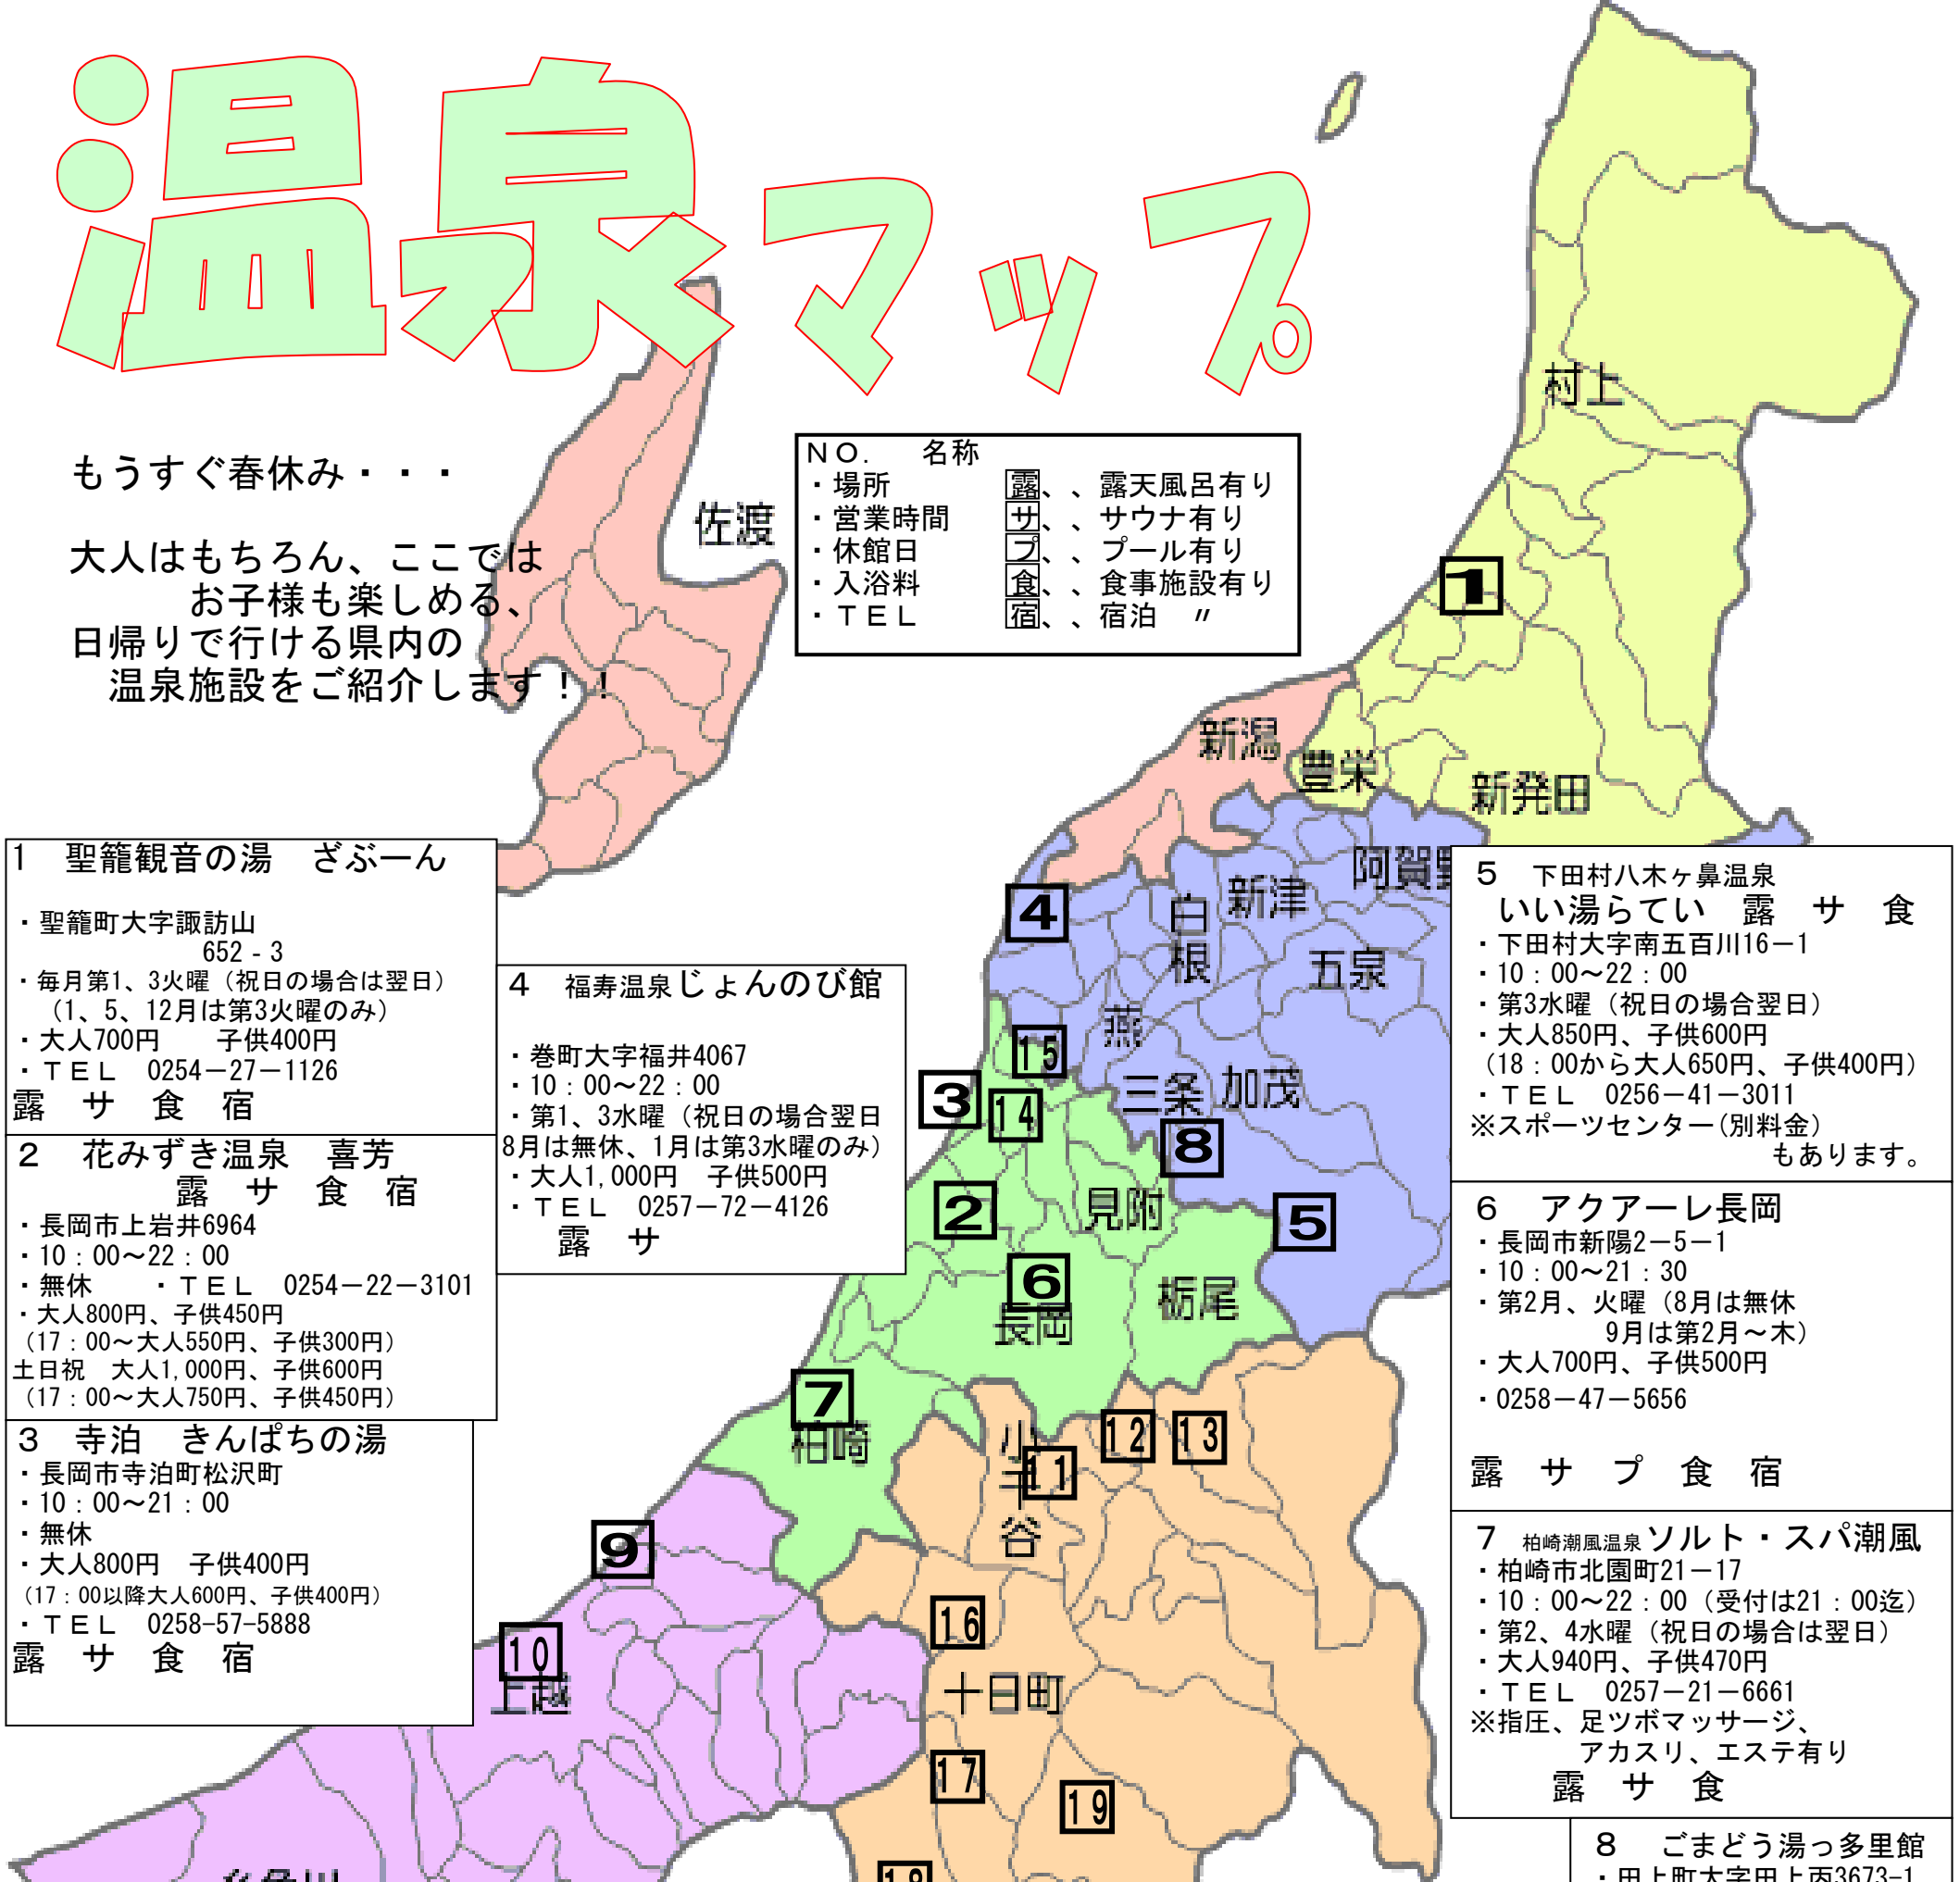 温泉マップ
もうすぐ春休み・・・
大人はもちろん、ここでは
お子様も楽しめる、
日帰りで行ける県内の
温泉施設をご紹介します！！
ＮＯ.　名称
・場所　露、、露天風呂有り
・営業時間　サ、、サウナ有り
・休館日　プ、、プール有り
・入浴料　食、、食事施設有り
・ＴＥＬ　宿、、宿泊　〃
村上
佐渡
1
新潟
豊栄
新発田
阿賀
新津
白根
五泉
4
燕
15
三条
加茂
3
14
8
2
見附
5
6
長岡
栃尾
7
柏崎
小千谷
11
12
13
9
10
上越
16
十日町
17
19
18
1　聖籠観音の湯　ざぶーん
・聖籠町大字諏訪山
652‐3
・毎月第1、3火曜（祝日の場合は翌日）
（1、5、12月は第3火曜のみ）
・大人700円　　子供400円
・ＴＥＬ　0254－27－1126
露　サ　食　宿
2　花みずき温泉　喜芳
露　サ　食　宿
・長岡市上岩井6964
・10：00～22：00
・無休　　・ＴＥＬ　0254－22－3101
・大人800円、子供450円
（17：00～大人550円、子供300円）
土日祝　大人1,000円、子供600円
（17：00～大人750円、子供450円）
3　寺泊　きんぱちの湯
・長岡市寺泊町松沢町
・10：00～21：00
・無休
・大人800円　子供400円
（17：00以降大人600円、子供400円）
・ＴＥＬ　0258-57-5888
露　サ　食　宿
4　福寿温泉じょんのび館
・巻町大字福井4067
・10：00～22：00
・第1、3水曜（祝日の場合翌日
8月は無休、1月は第3水曜のみ）
・大人1,000円　子供500円
・ＴＥＬ　0257－72－4126
露　サ
5　下田村八木ヶ鼻温泉
いい湯らてい　露　サ　食
・下田村大字南五百川16－1
・10：00～22：00
・第3水曜（祝日の場合翌日）
・大人850円、子供600円
（18：00から大人650円、子供400円）
・ＴＥＬ　0256－41－3011
※スポーツセンター(別料金)
もあります。
6　アクアーレ長岡
・長岡市新陽2－5－1
・10：00～21：30
・第2月、火曜（8月は無休
9月は第2月～木）
・大人700円、子供500円
・0258－47－5656
露　サ　プ　食　宿
7　柏崎潮風温泉ソルト・スパ潮風
・柏崎市北園町21－17
・10：00～22：00（受付は21：00迄）
・第2、4水曜（祝日の場合は翌日）
・大人940円、子供470円
・ＴＥＬ　0257－21－6661
※指圧、足ツボマッサージ、
アカスリ、エステ有り
露　サ　食
8　ごまどう湯っ多里館
・田上町大字田上丙3673-1